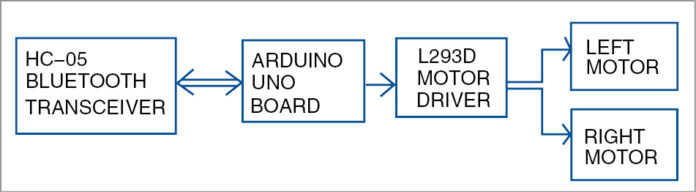 HC–05
BLUETOOTH
TRANSCEIVER
ARDUINO
UNO
BOARD
L293D
MOTOR
DRIVER
LEFT
MOTOR
RIGHT
MOTOR